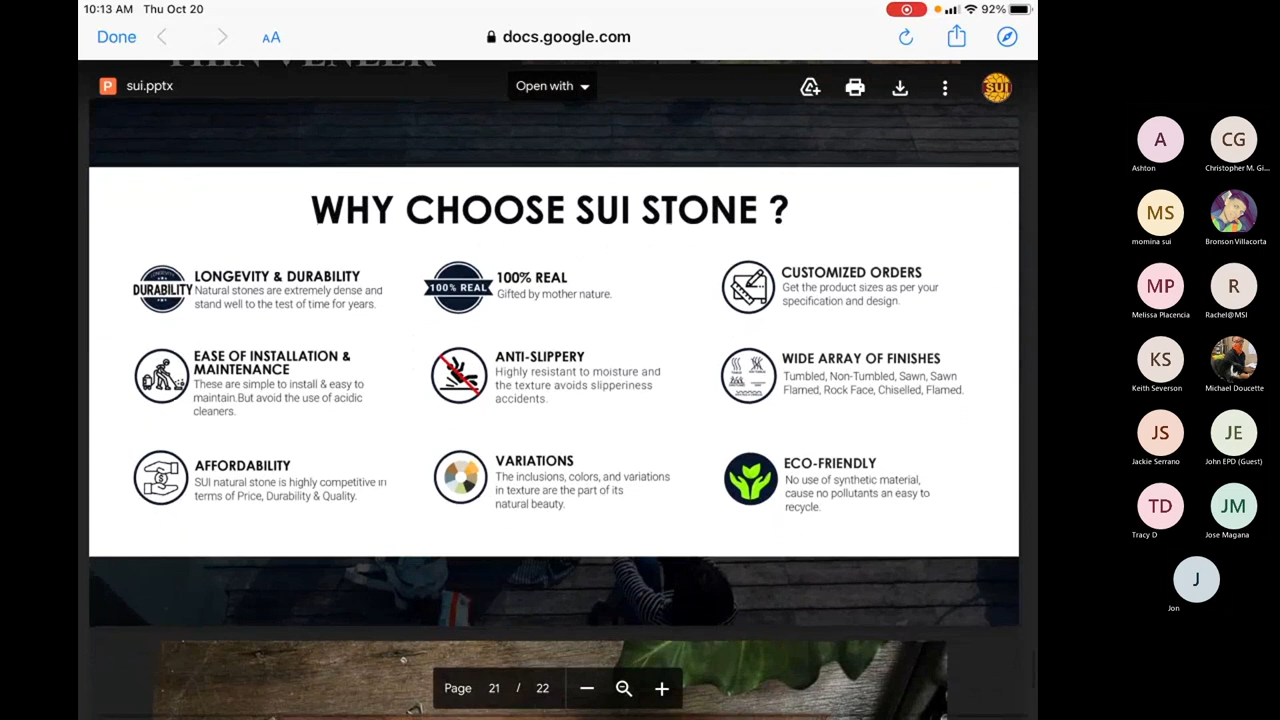 10:13 AM Thu Oct 20
92%
Done
AA
docs.google.com
THIN VENEER
P
sui.pptx
Open with
SUI
WHY CHOOSE SUI STONE ?
DURABILITY
LONGEVITY & DURABILITY
Natural stones are extremely dense and
stand well to the test of time for years.
100% REAL
100% REAL
Gifted by mother nature.
CUSTOMIZED ORDERS
Get the product sizes as per your
specification and design.
EASE OF INSTALLATION &
MAINTENANCE
These are simple to install & easy to
maintain.But avoid the use of acidic
cleaners.
ANTI-SLIPPERY
Highly resistant to moisture and
the texture avoids slipperiness
accidents.
WIDE ARRAY OF FINISHES
Tumbled, Non-Tumbled, Sawn, Sawn
Flamed, Rock Face, Chiselled, Flamed.
AFFORDABILITY
SUI natural stone is highly competitive in
terms of Price, Durability & Quality.
VARIATIONS
The inclusions, colors, and variations
in texture are the part of its
natural beauty.
ECO-FRIENDLY
No use of synthetic material,
cause no pollutants an easy to
recycle.
Page 21 / 22
A
Ashton
CG
Christopher M. Gi...
MS
momina sui
Bronson Villacorta
MP
Melissa Placencia
R
Rachel@MSI
KS
Keith Severson
Michael Doucette
JS
Jackie Serrano
JE
John EPD (Guest)
TD
Tracy D
JM
Jose Magana
J
Jon